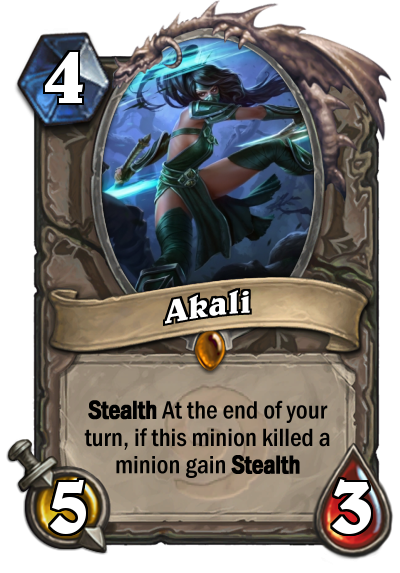 4
Akali
Stealth At the end of your
turn, if this minion killed a
minion gain Stealth
5
3